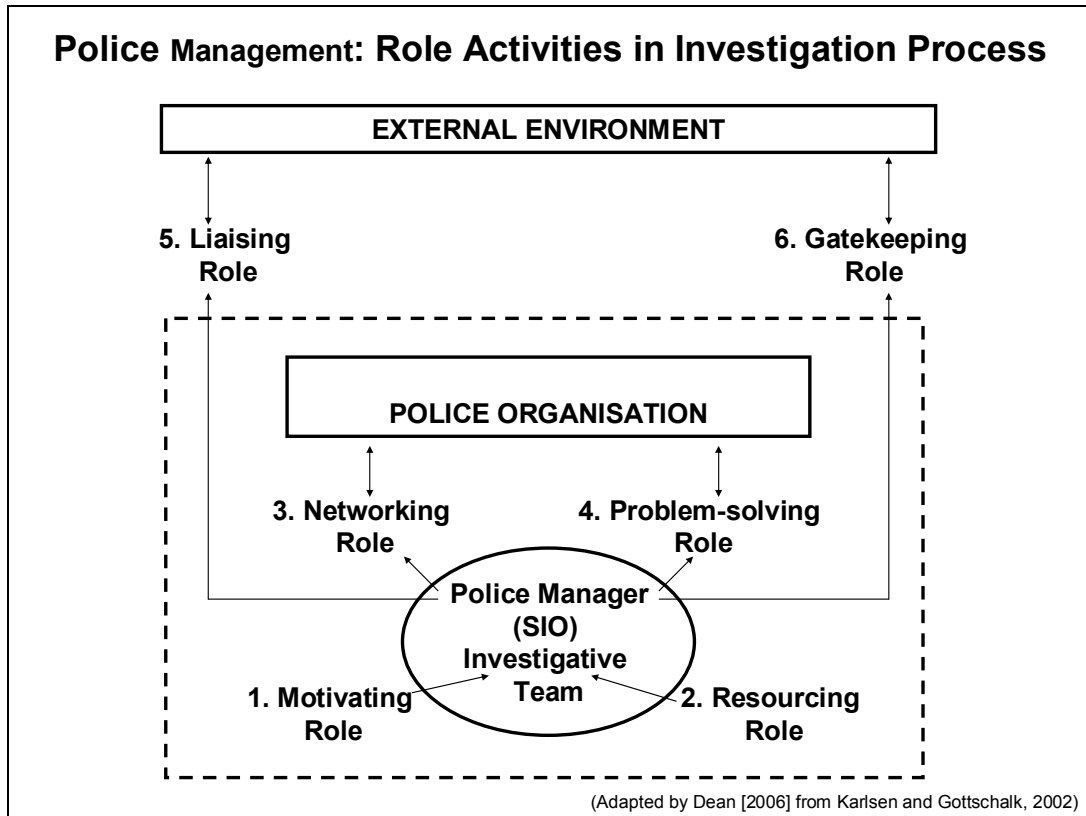 Police Management: Role Activities in Investigation Process
EXTERNAL ENVIRONMENT
5. Liaising
Role
6. Gatekeeping
Role
POLICE ORGANISATION
3. Networking
Role
4. Problem-solving
Role
Police Manager
(SIO)
Investigative
Team
1. Motivating
Role
2. Resourcing
Role
(Adapted by Dean [2006] from Karlsen and Gottschalk, 2002)